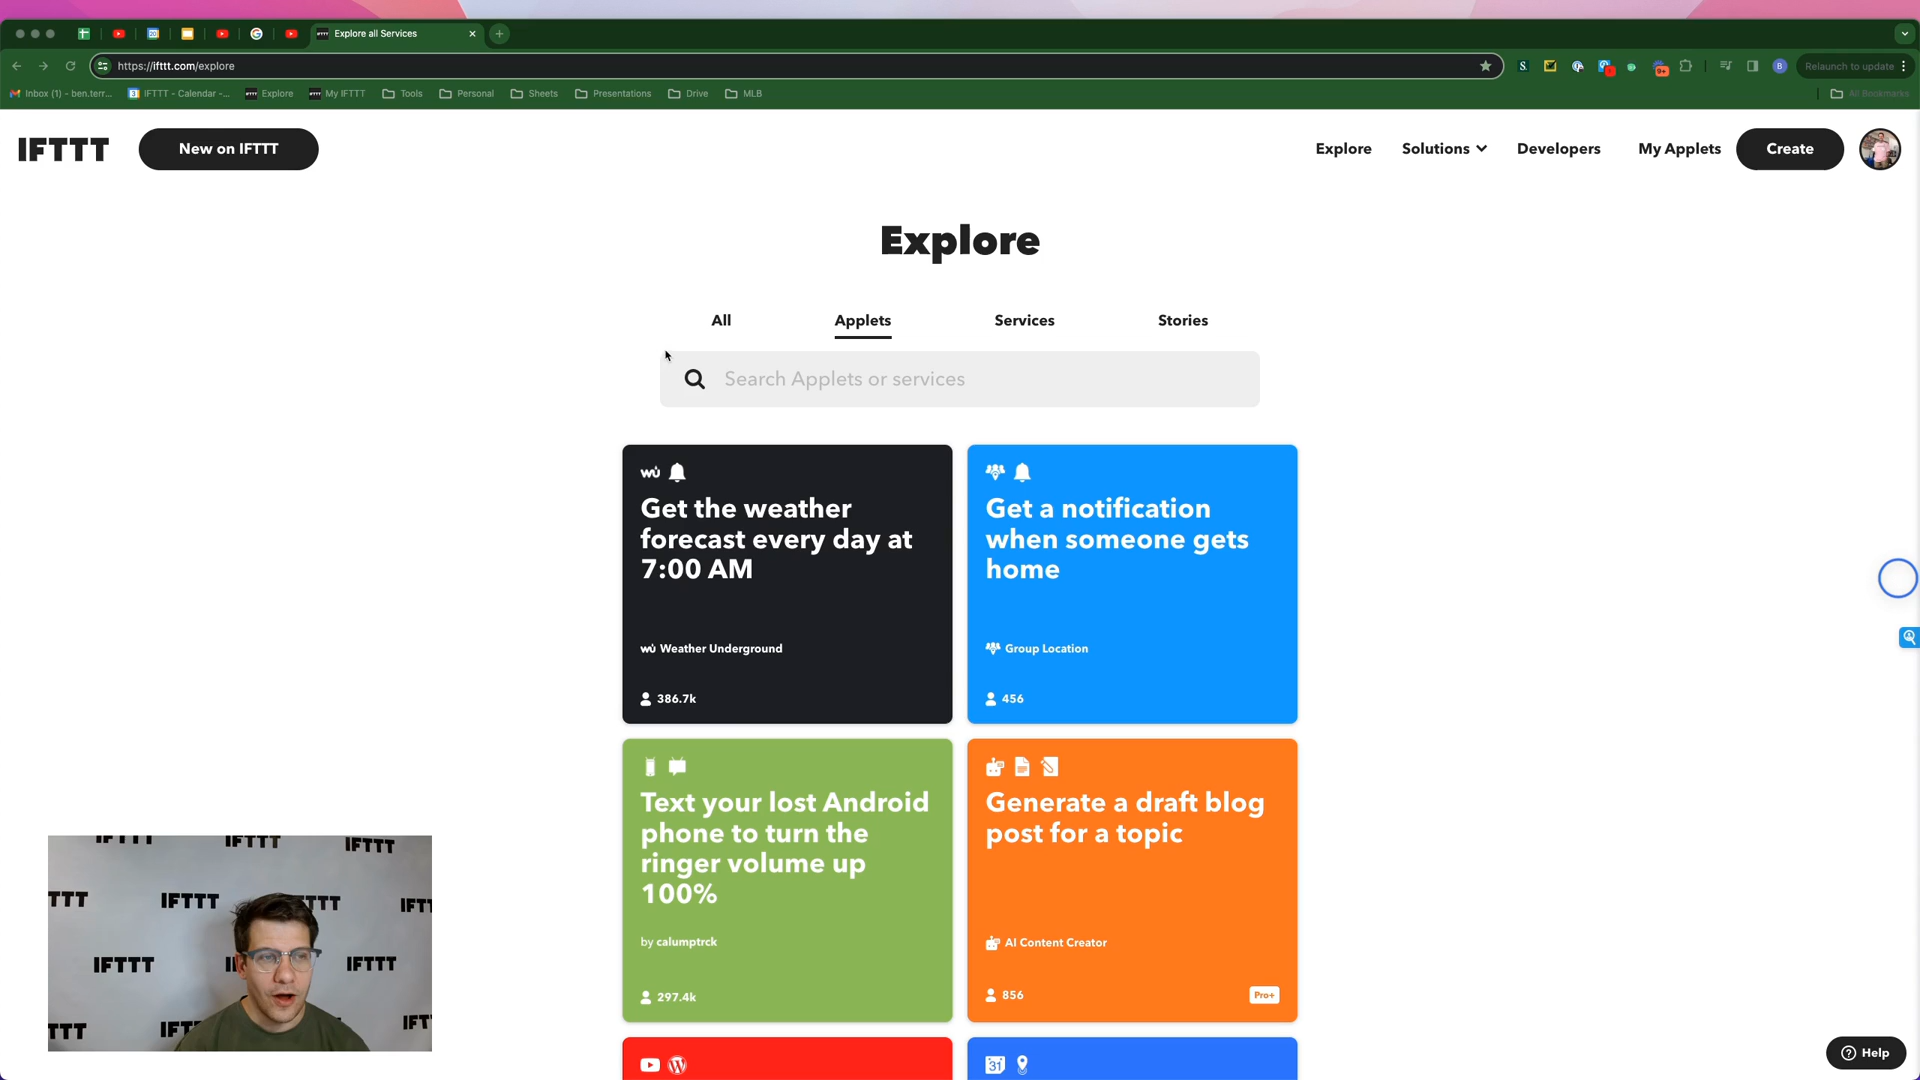 Explore all Services
https://ifttt.com/explore
Relaunch to update
Inbox (1) - ben.terr...
IFTTT - Calendar -...
Explore
My IFTTT
Tools
Personal
Sheets
Presentations
Drive
MLB
All Bookmarks
IFTTT
New on IFTTT
Explore
Solutions
Developers
My Applets
Create
Explore
All
Applets
Services
Stories
Search Applets or services
Get the weather
forecast every day at
7:00 AM
Weather Underground
386.7k
Get a notification
when someone gets
home
Group Location
456
Text your lost Android
phone to turn the
ringer volume up
100%
by calumptrck
297.4k
Generate a draft blog
post for a topic
AI Content Creator
856
Pro+
31
IFTTT
IFTTT
IFTTT
IFTTT
Help